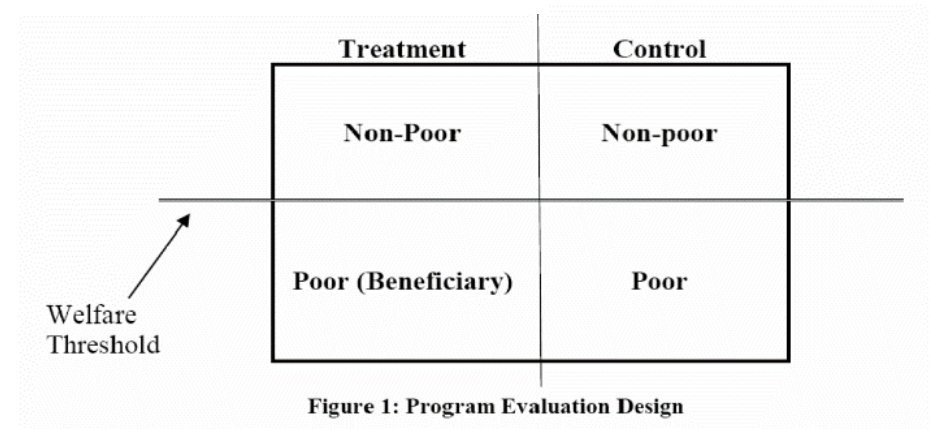 Treatment Control
Non-Poor Non-poor
Poor (Beneficiary) Poor
Welfare
Threshold
Figure 1: Program Evaluation Design